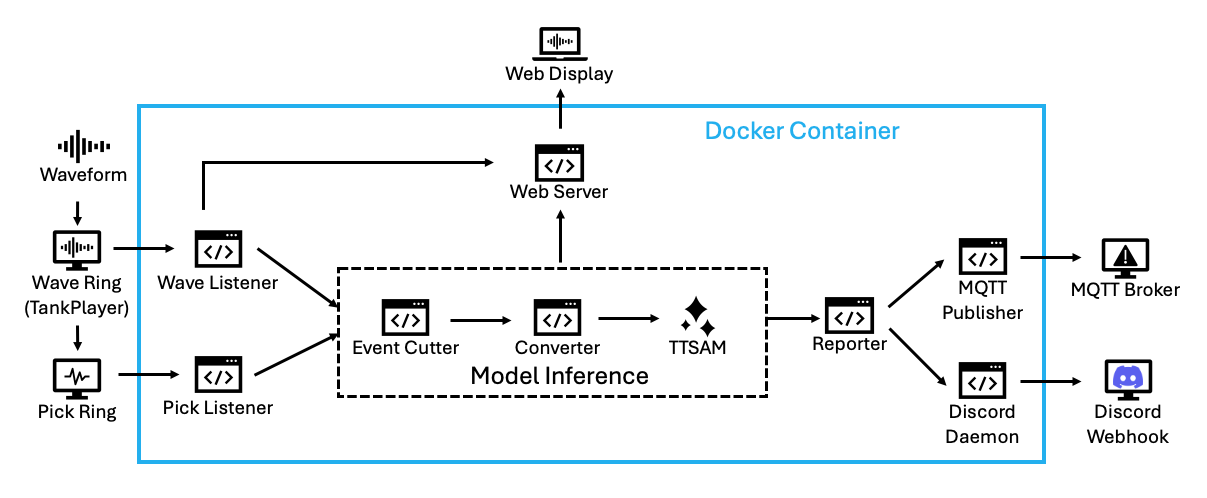 Web Display
Docker Container
Waveform
Web Server
Wave Ring
(TankPlayer)
Wave Listener
MQTT
Publisher
MQTT Broker
Event Cutter
Converter
TTSAM
Reporter
Model Inference
Pick Ring
Pick Listener
Discord
Daemon
Discord
Webhook